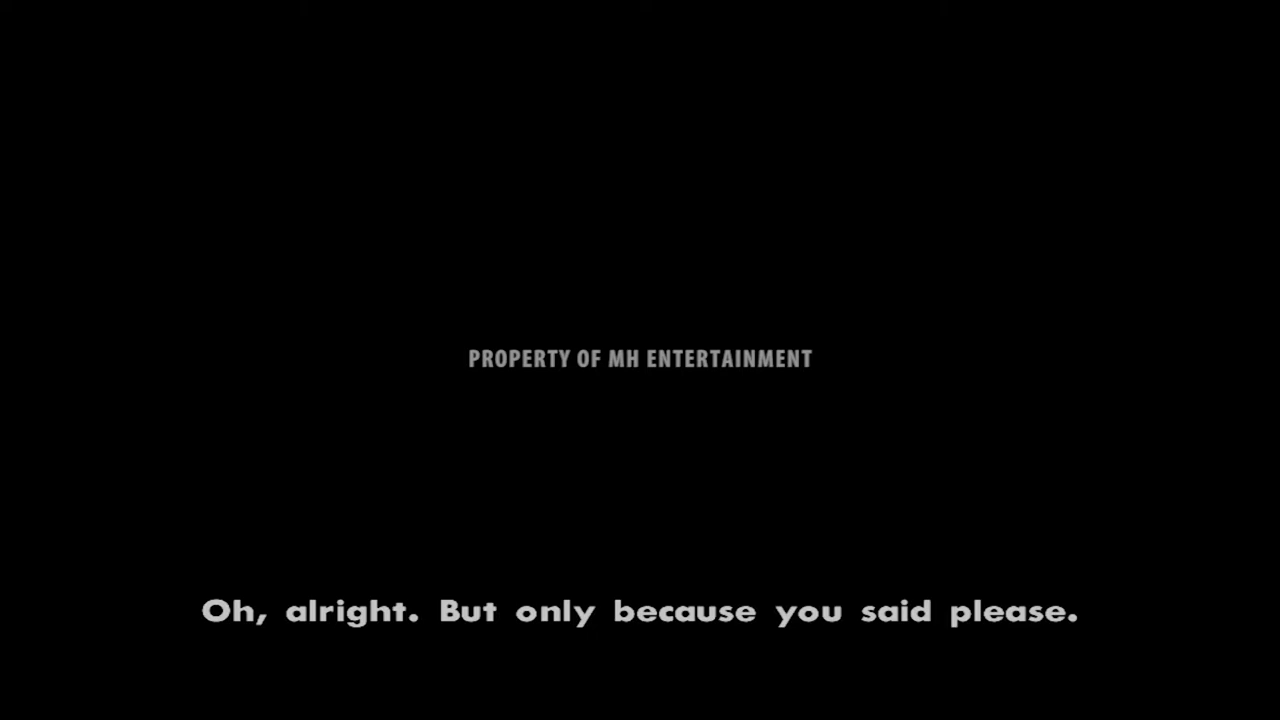 PROPERTY OF MH ENTERTAINMENT
Oh, alright. But only because you said please.